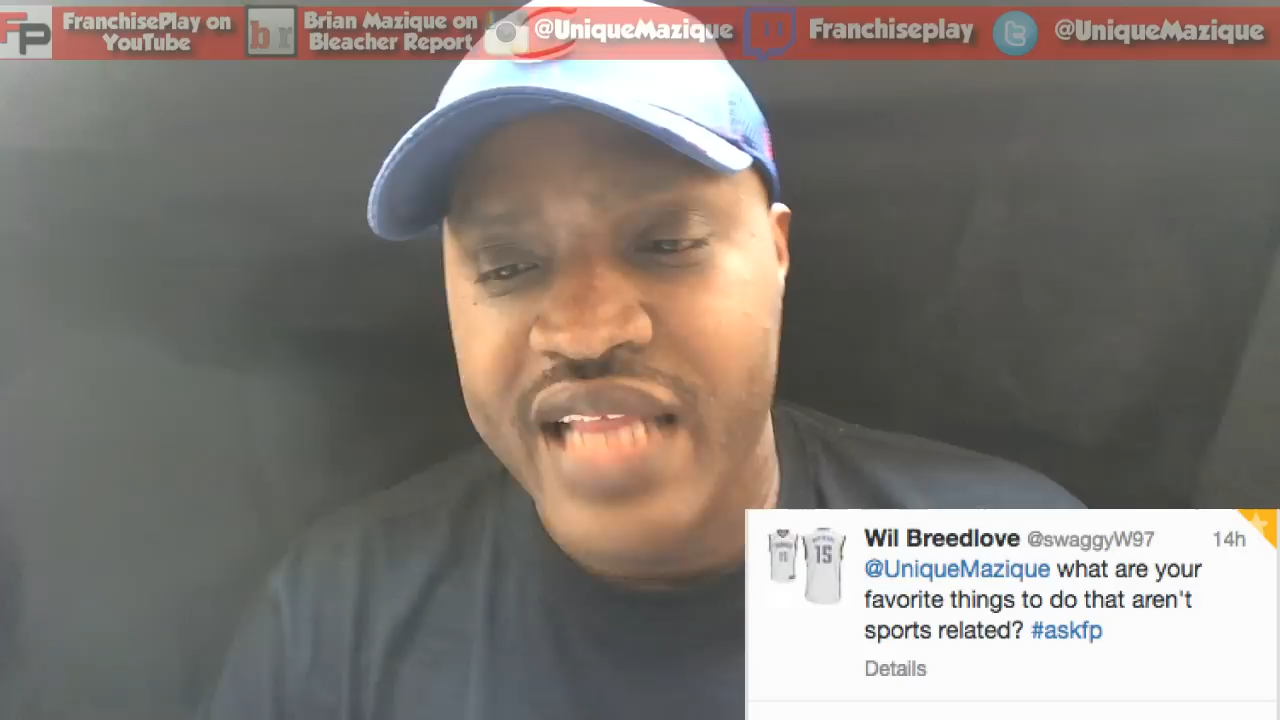 FP
FranchisePlay on
YouTube
br
Brian Mazique on
Bleacher Report
@UniqueMazique
Franchiseplay
@UniqueMazique
Wil Breedlove @swaggyW97 14h
@UniqueMazique what are your
favorite things to do that aren't
sports related? #askfp
Details
15